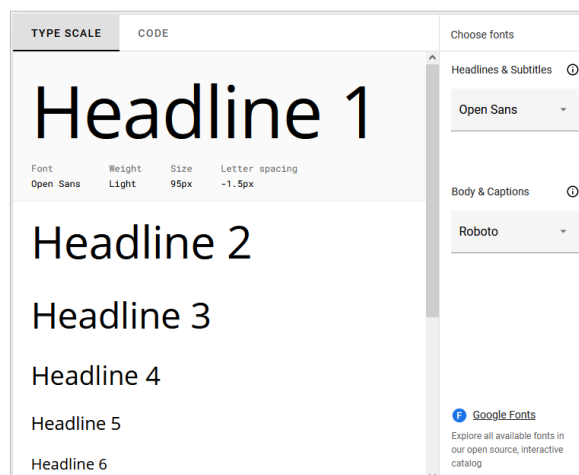 TYPE SCALE
CODE
Headline 1
Font Weight Size Letter spacing
Open Sans Light 95px -1.5px
Headline 2
Headline 3
Headline 4
Headline 5
Headline 6
Choose fonts
Headlines & Subtitles
Open Sans
Body & Captions
Roboto
F Google Fonts
Explore all available fonts in
our open source, interactive
catalog